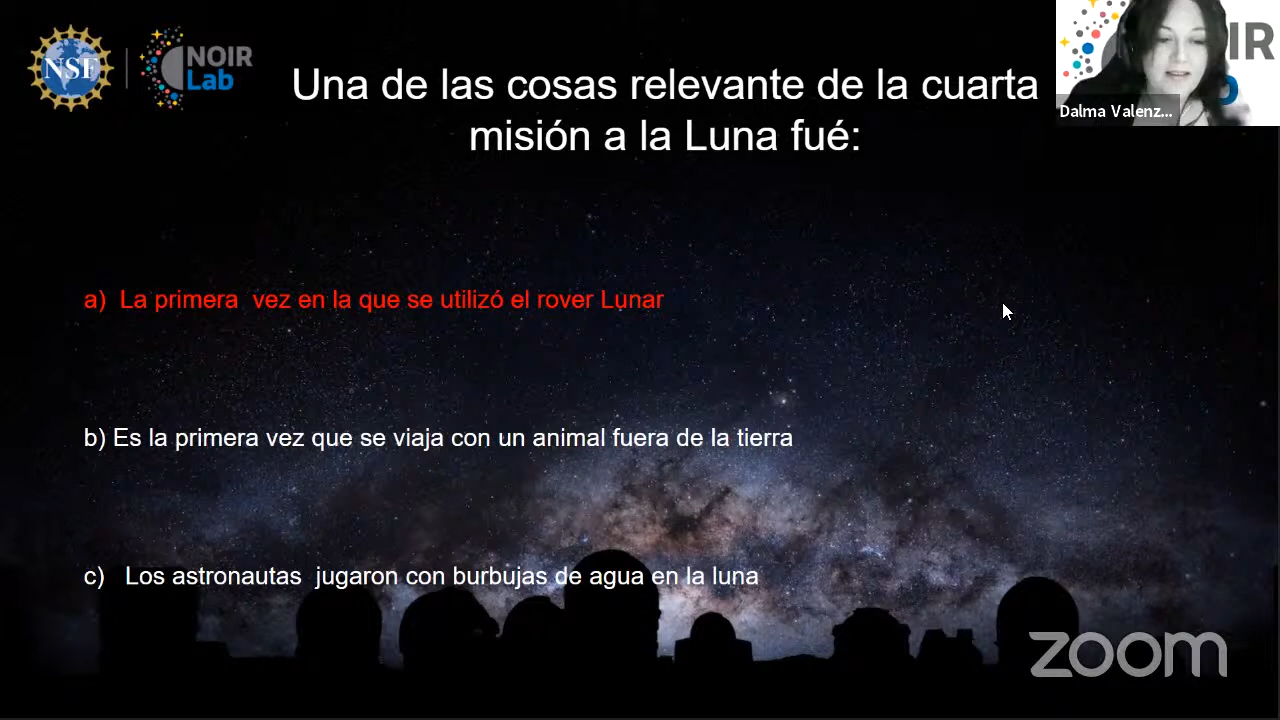 NSF
NOIR
Lab
Una de las cosas relevante de la cuarta
misión a la Luna fué:
IR
Dalma Valenz...
a) La primera vez en la que se utilizó el rover Lunar
b) Es la primera vez que se viaja con un animal fuera de la tierra
c) Los astronautas jugaron con burbujas de agua en la luna
zoom